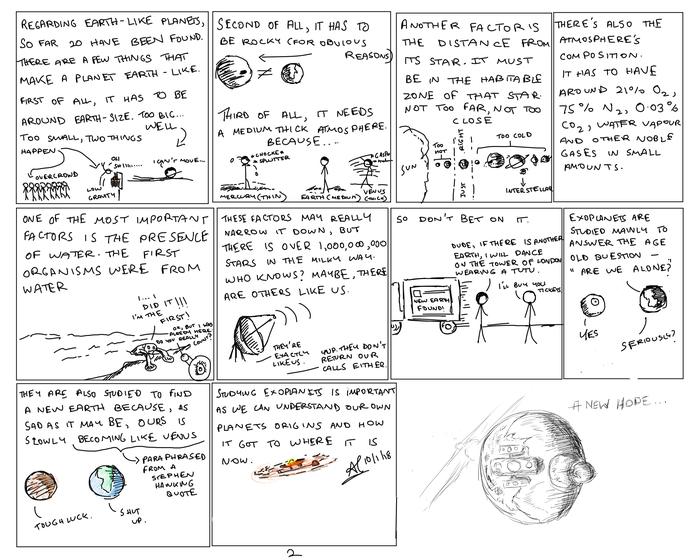 REGARDING EARTH-LIKE PLANETS,
SO FAR 20 HAVE BEEN FOUND.
THERE ARE A FEW THINGS THAT
MAKE A PLANET EARTH-LIKE.
FIRST OF ALL, IT HAS TO BE
AROUND EARTH-SIZE. TOO BIG...
WELL,
TOO SMALL, TWO THINGS
HAPPEN:
OVERCROWD
OH
LOW
GRAVITY
I CAN'T MOVE...
SECOND OF ALL, IT HAS TO
BE ROCKY (FOR OBVIOUS
REASONS)
≠
THIRD OF ALL, IT NEEDS
A MEDIUM THICK ATMOSPHERE.
BECAUSE....
SPLUTTER
MERCURY (THIN)
EARTH (MEDIUM)
VENUS
(THICK)
ANOTHER FACTOR IS
THE DISTANCE FROM
ITS STAR. IT MUST
BE IN THE HABITABLE
ZONE OF THAT STAR.
NOT TOO FAR, NOT TOO
CLOSE
SUN
TOO
HOT
JUST
RIGHT
TOO COLD
INTERSTELLAR
THERE'S ALSO THE
ATMOSPHERE'S
COMPOSITION.
IT HAS TO HAVE
AROUND 21% O₂,
75% N₂, 0.03%
CO₂, WATER VAPOUR
AND OTHER NOBLE
GASES IN SMALL
AMOUNTS.
ONE OF THE MOST IMPORTANT
FACTORS IS THE PRESENCE
OF WATER. THE FIRST
ORGANISMS WERE FROM
WATER
I... I
DID IT!!!
I'M THE
FIRST!
OK, BUT I WAS
ALREADY HERE.
DO YOU REALLY
COUNT?
THESE FACTORS MAY REALLY
NARROW IT DOWN, BUT
THERE IS OVER 1,000,000,000
STARS IN THE MILKY WAY.
WHO KNOWS? MAYBE, THERE
ARE OTHERS LIKE US.
THEY'RE
EXACTLY
LIKE US.
YUP. THEY DON'T
RETURN OUR
CALLS EITHER.
SO DON'T BET ON IT.
DUDE, IF THERE IS ANOTHER
EARTH, I WILL DANCE
ON THE TOWER OF LONDON
WEARING A TUTU.
I'LL BUY YOU
TICKETS.
NEW EARTH
FOUND!
EXOPLANETS ARE
STUDIED MAINLY TO
ANSWER THE AGE
OLD QUESTION -
"ARE WE ALONE?"
YES
SERIOUSLY?
THEY ARE ALSO STUDIED TO FIND
A NEW EARTH BECAUSE, AS
SAD AS IT MAY BE, OURS IS
SLOWLY BECOMING LIKE VENUS
PARAPHRASED
FROM A
STEPHEN
HAWKING
QUOTE
TOUGH LUCK.
SHUT
UP.
STUDYING EXOPLANETS IS IMPORTANT
AS WE CAN UNDERSTAND OUR OWN
PLANETS ORIGINS AND HOW
IT GOT TO WHERE IT IS
NOW.
10/1/18
A NEW HOPE...
2